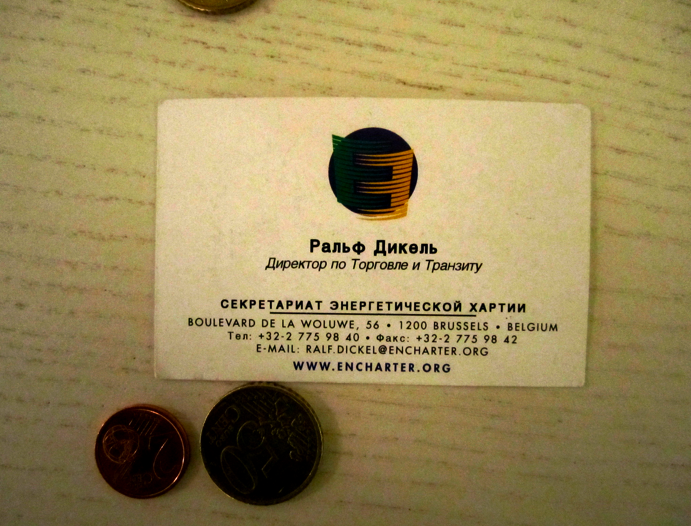 Ральф Дикель
Директор по Торговле и Транзиту
СЕКРЕТАРИАТ ЭНЕРГЕТИЧЕСКОЙ ХАРТИИ
BOULEVARD DE LA WOLUWE, 56 • 1200 BRUSSELS • BELGIUM
Тел: +32-2 775 98 40 • Факс: +32-2 775 98 42
E-MAIL: RALF.DICKEL@ENCHARTER.ORG
WWW.ENCHARTER.ORG
50